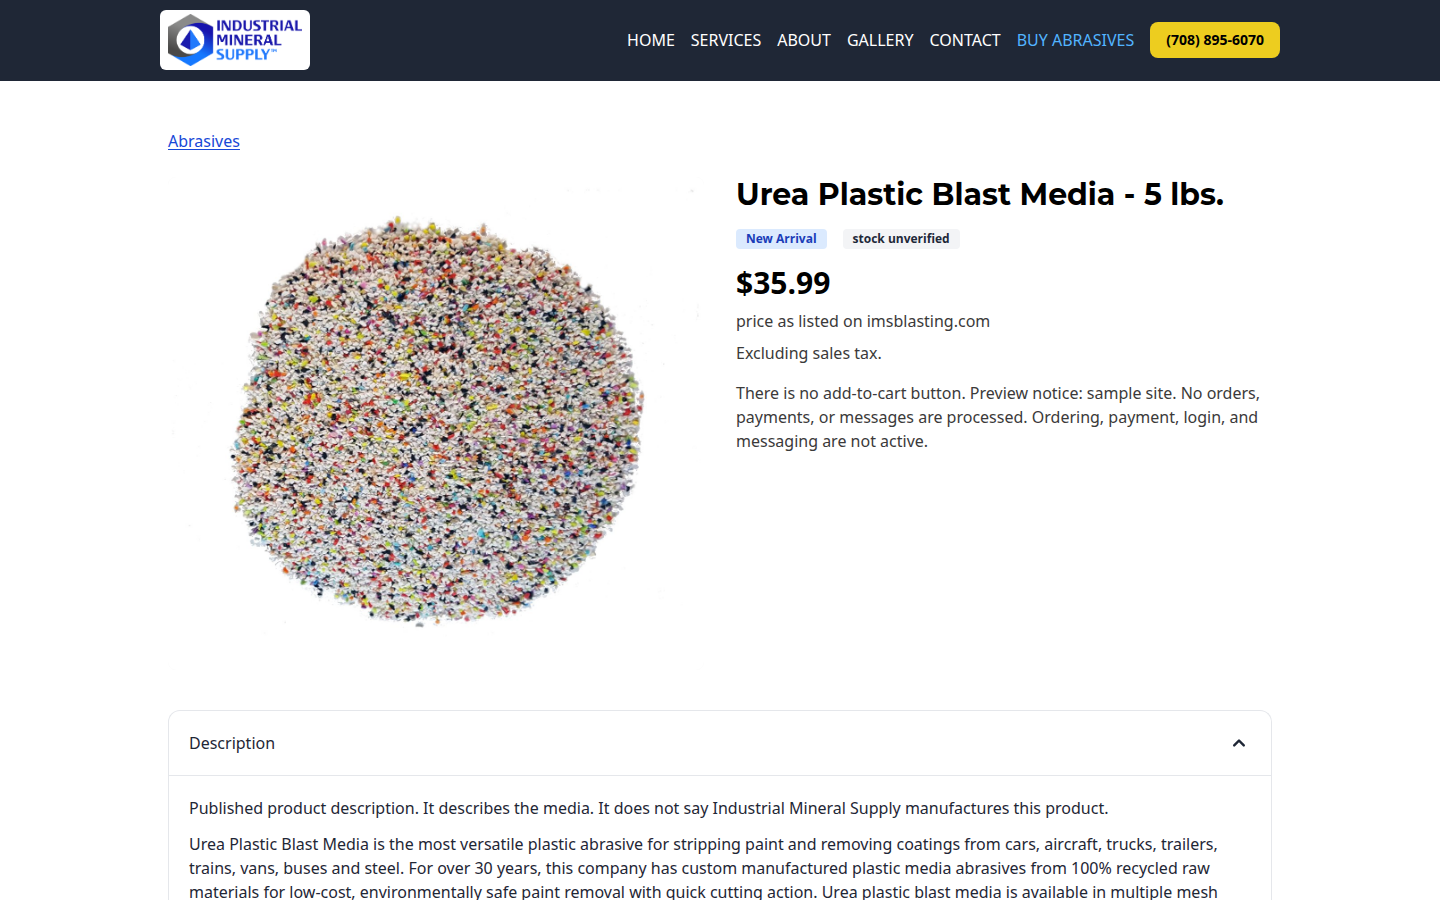 INDUSTRIAL
MINERAL
SUPPLY™
HOME SERVICES ABOUT GALLERY CONTACT BUY ABRASIVES (708) 895-6070
Abrasives
Urea Plastic Blast Media - 5 lbs.
New Arrival stock unverified
$35.99
price as listed on imsblasting.com
Excluding sales tax.
There is no add-to-cart button. Preview notice: sample site. No orders,
payments, or messages are processed. Ordering, payment, login, and
messaging are not active.
Description
Published product description. It describes the media. It does not say Industrial Mineral Supply manufactures this product.
Urea Plastic Blast Media is the most versatile plastic abrasive for stripping paint and removing coatings from cars, aircraft, trucks, trailers,
trains, vans, buses and steel. For over 30 years, this company has custom manufactured plastic media abrasives from 100% recycled raw
materials for low-cost, environmentally safe paint removal with quick cutting action. Urea plastic blast media is available in multiple mesh